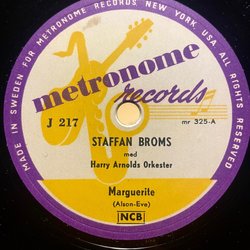 MADE IN SWEDEN FOR METRONOME RECORDS NEW YORK USA ALL RIGHTS RESERVED
metronome
records
J 217
mr 325-A
STAFFAN BROMS
med
Harry Arnolds Orkester
Marguerite
(Alson-Eve)
NCB